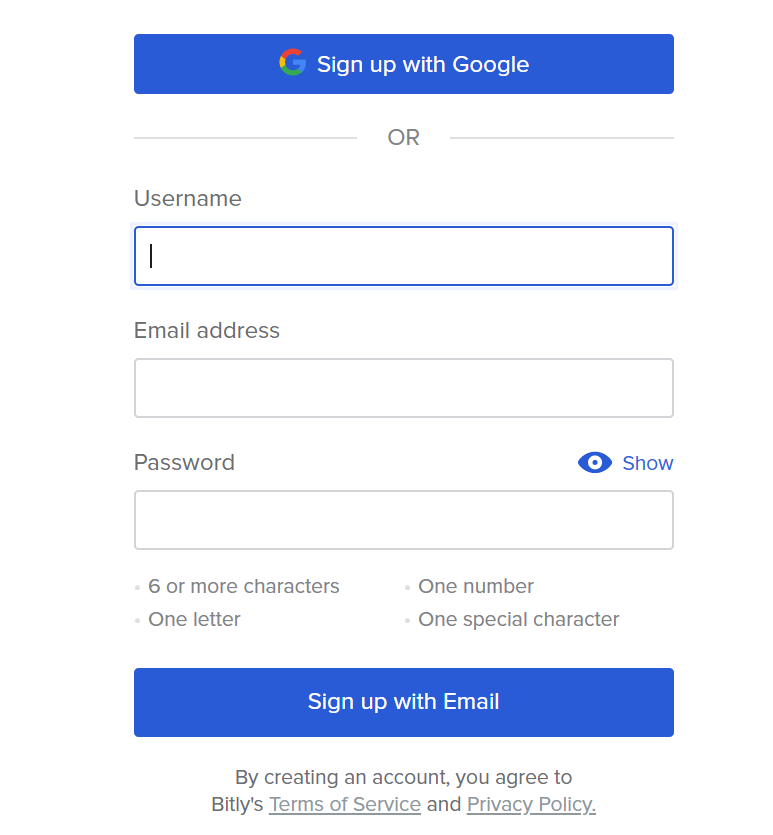 Sign up with Google
OR
Username
Email address
Password
Show
6 or more characters
One number
One letter
One special character
Sign up with Email
By creating an account, you agree to
Bitly's Terms of Service and Privacy Policy.